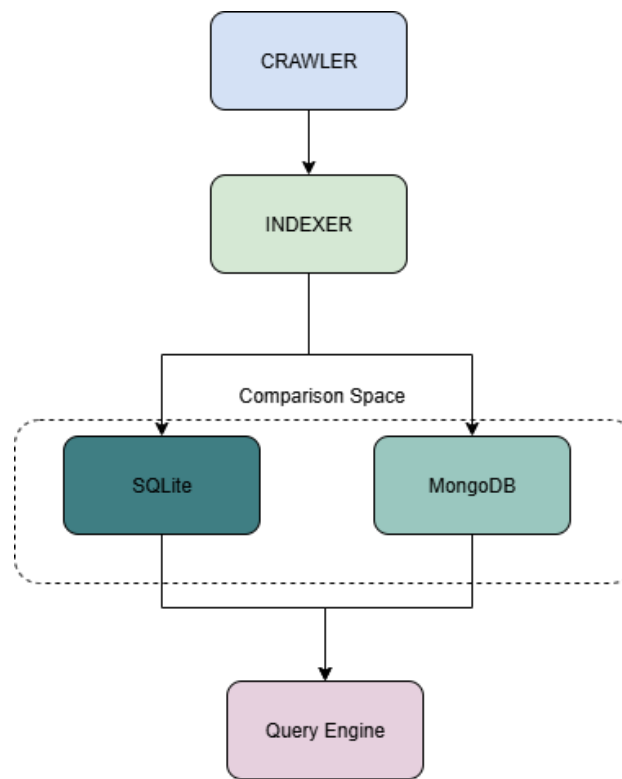 CRAWLER
INDEXER
Comparison Space
SQLite
MongoDB
Query Engine